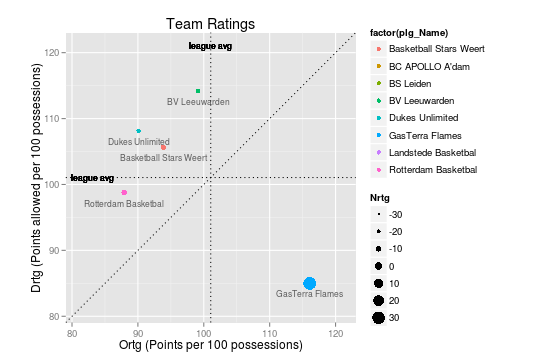 Team Ratings
factor(plg_Name)
Basketball Stars Weert
BC APOLLO A'dam
BS Leiden
BV Leeuwarden
Dukes Unlimited
GasTerra Flames
Landstede Basketbal
Rotterdam Basketbal
Nrtg
-30
-20
-10
0
10
20
30
Drtg (Points allowed per 100 possessions)
120
110
100
90
80
league avg
BV Leeuwarden
Dukes Unlimited
Basketball Stars Weert
league avg
Rotterdam Basketbal
GasTerra Flames
80
90
100
110
120
Ortg (Points per 100 possessions)